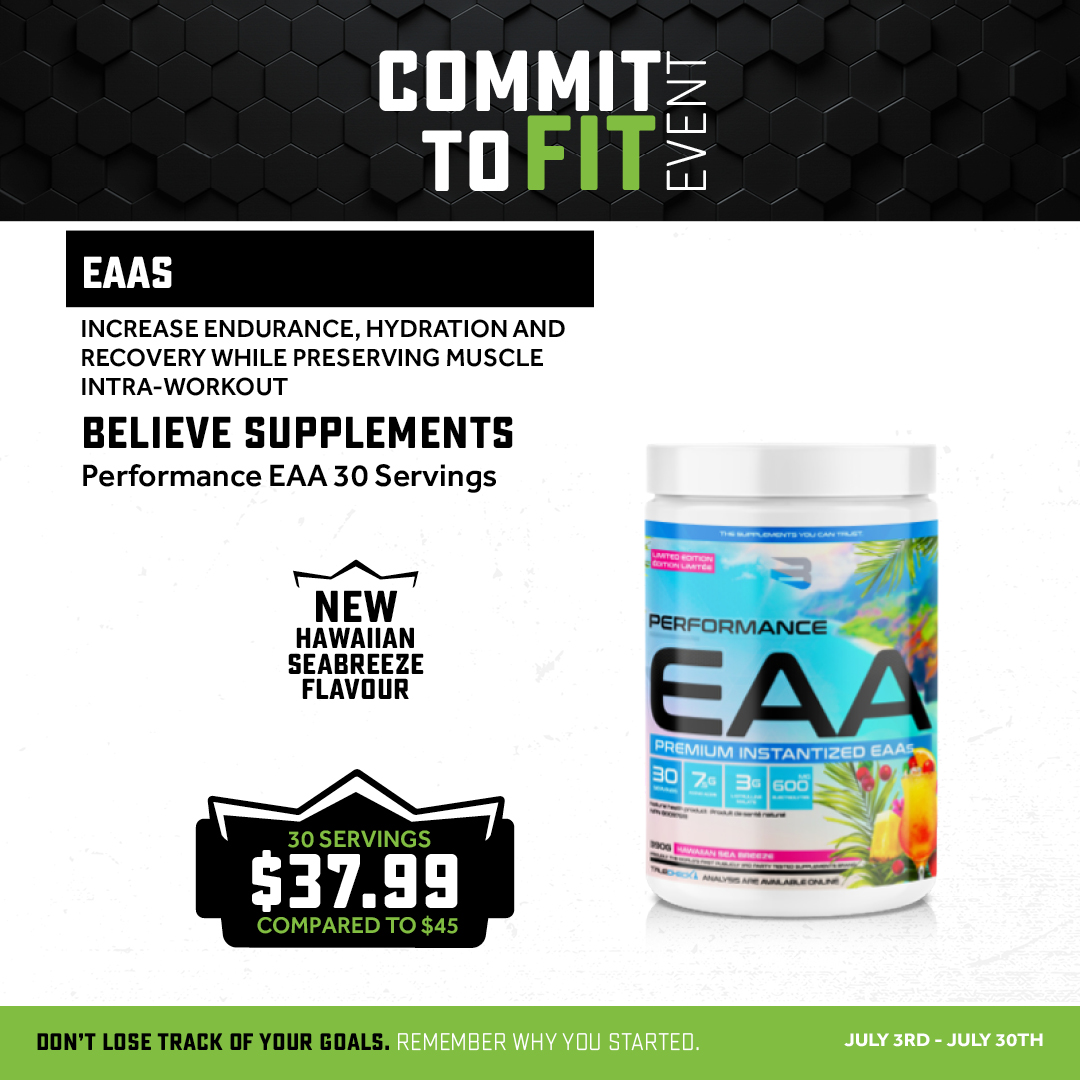 COMMIT
TO FIT
EVENT
EAAS
INCREASE ENDURANCE, HYDRATION AND
RECOVERY WHILE PRESERVING MUSCLE
INTRA-WORKOUT
BELIEVE SUPPLEMENTS
Performance EAA 30 Servings
NEW
HAWAIIAN
SEABREEZE
FLAVOUR
30 SERVINGS
$37.99
COMPARED TO $45
THE SUPPLEMENTS YOU CAN TRUST
LIMITED EDITION
ÉDITION LIMITÉE
PERFORMANCE
EAA
PREMIUM INSTANTIZED EAAs
30
3G
600 MG
HAWAIIAN SEA BREEZE
ANALYSIS ARE AVAILABLE ONLINE
DON'T LOSE TRACK OF YOUR GOALS. REMEMBER WHY YOU STARTED.
JULY 3RD - JULY 30TH